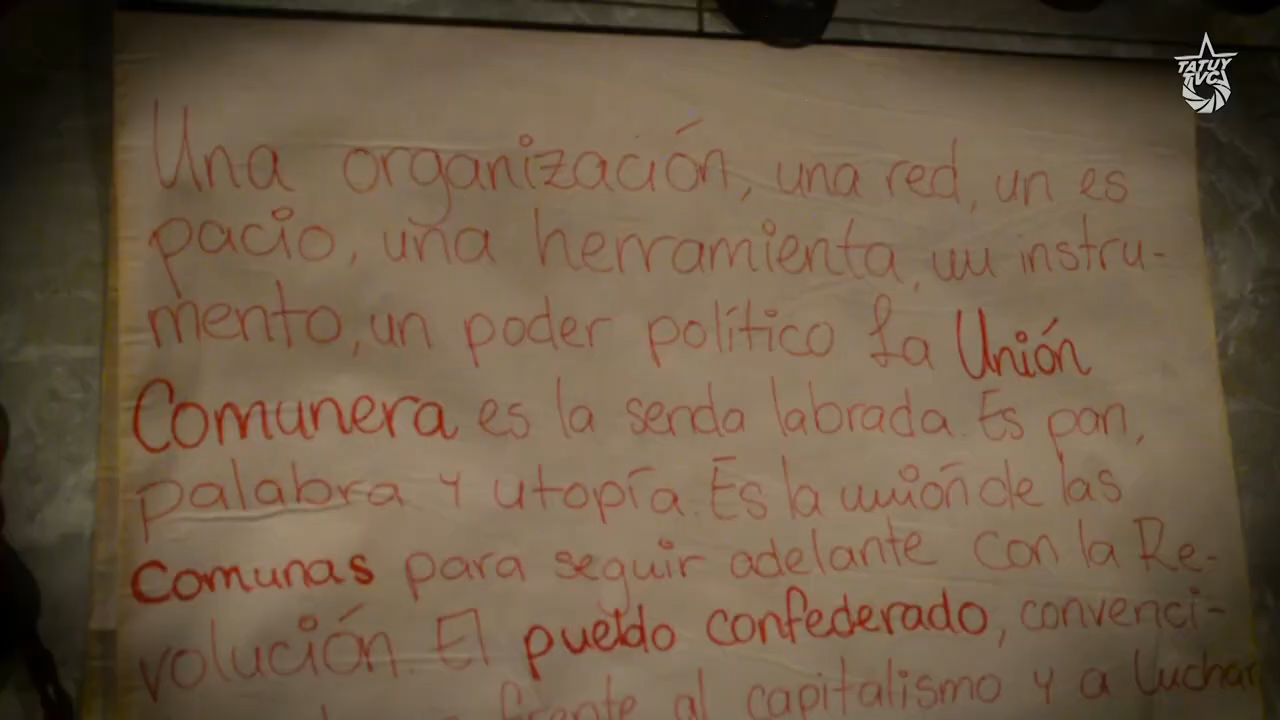 TATUY
TVC
Una organización, una red, un es
pacio, una herramienta, un instru-
mento, un poder político La Unión
Comunera es la senda labrada. Es pan,
palabra y utopía. Es la unión de las
Comunas para seguir adelante con la Re-
volución. El pueblo confederado, convenci-
frente al capitalismo y a luchar